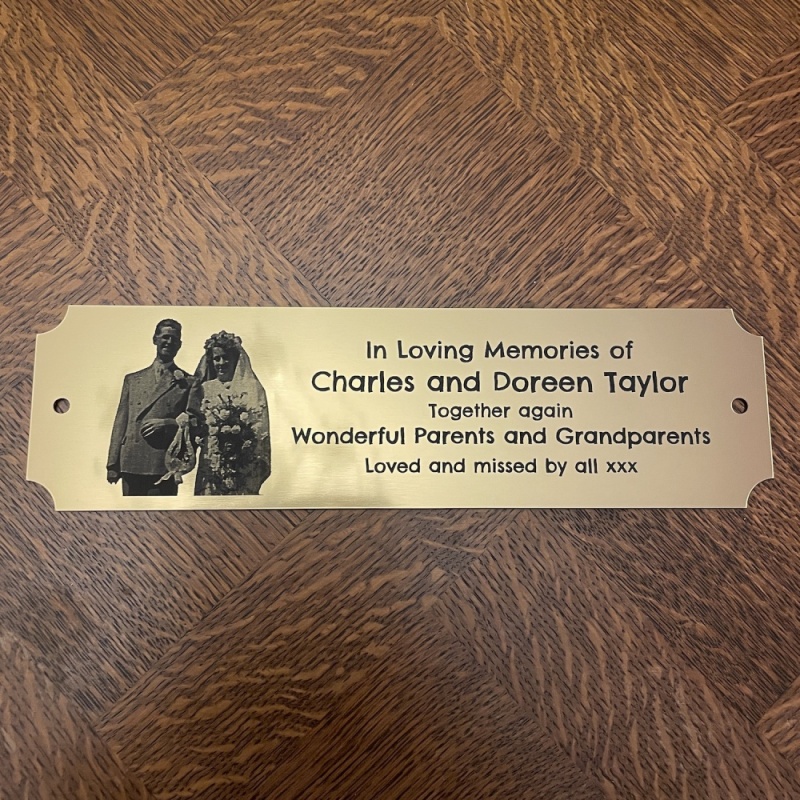 In Loving Memories of
Charles and Doreen Taylor
Together again
Wonderful Parents and Grandparents
Loved and missed by all xxx